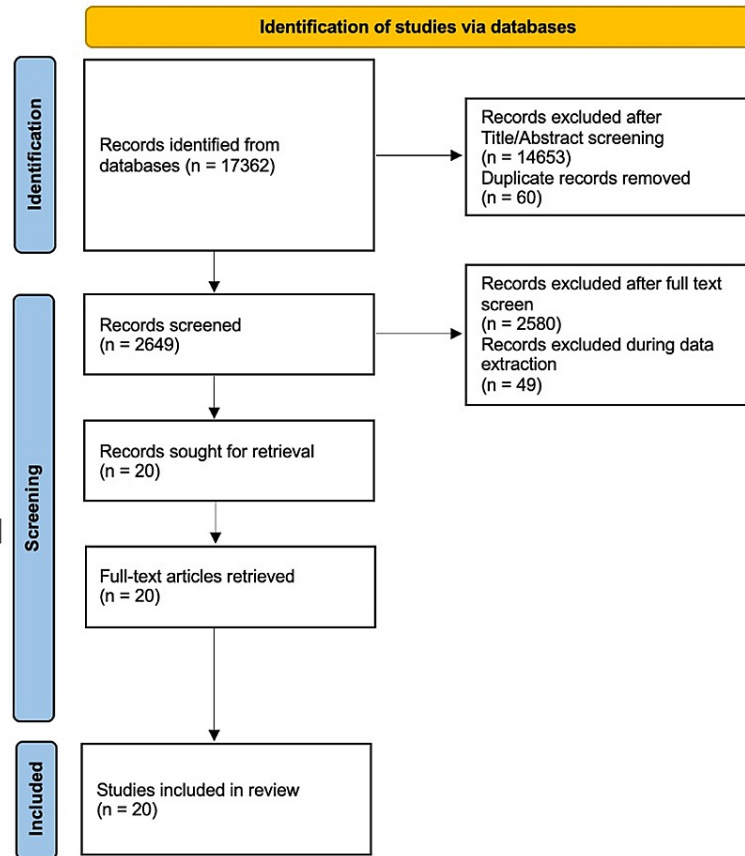 Identification of studies via databases
Identification
Records identified from
databases (n = 17362)
Records excluded after
Title/Abstract screening
(n = 14653)
Duplicate records removed
(n = 60)
Screening
Records screened
(n = 2649)
Records excluded after full text
screen
(n = 2580)
Records excluded during data
extraction
(n = 49)
Records sought for retrieval
(n = 20)
Full-text articles retrieved
(n = 20)
Included
Studies included in review
(n = 20)